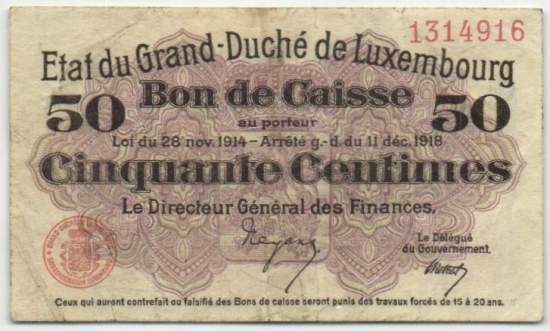 1314916
Etat du Grand-Duché de Luxembourg
50 Bon de Caisse 50
au porteur
Loi du 28 nov. 1914 – Arrêté g.-d. du 11 déc. 1918
Cinquante Centimes
Le Directeur Général des Finances,
Le Délégué
du Gouvernement.
Ceux qui auront contrefait ou falsifié des Bons de caisse seront punis des travaux forcés de 15 à 20 ans.